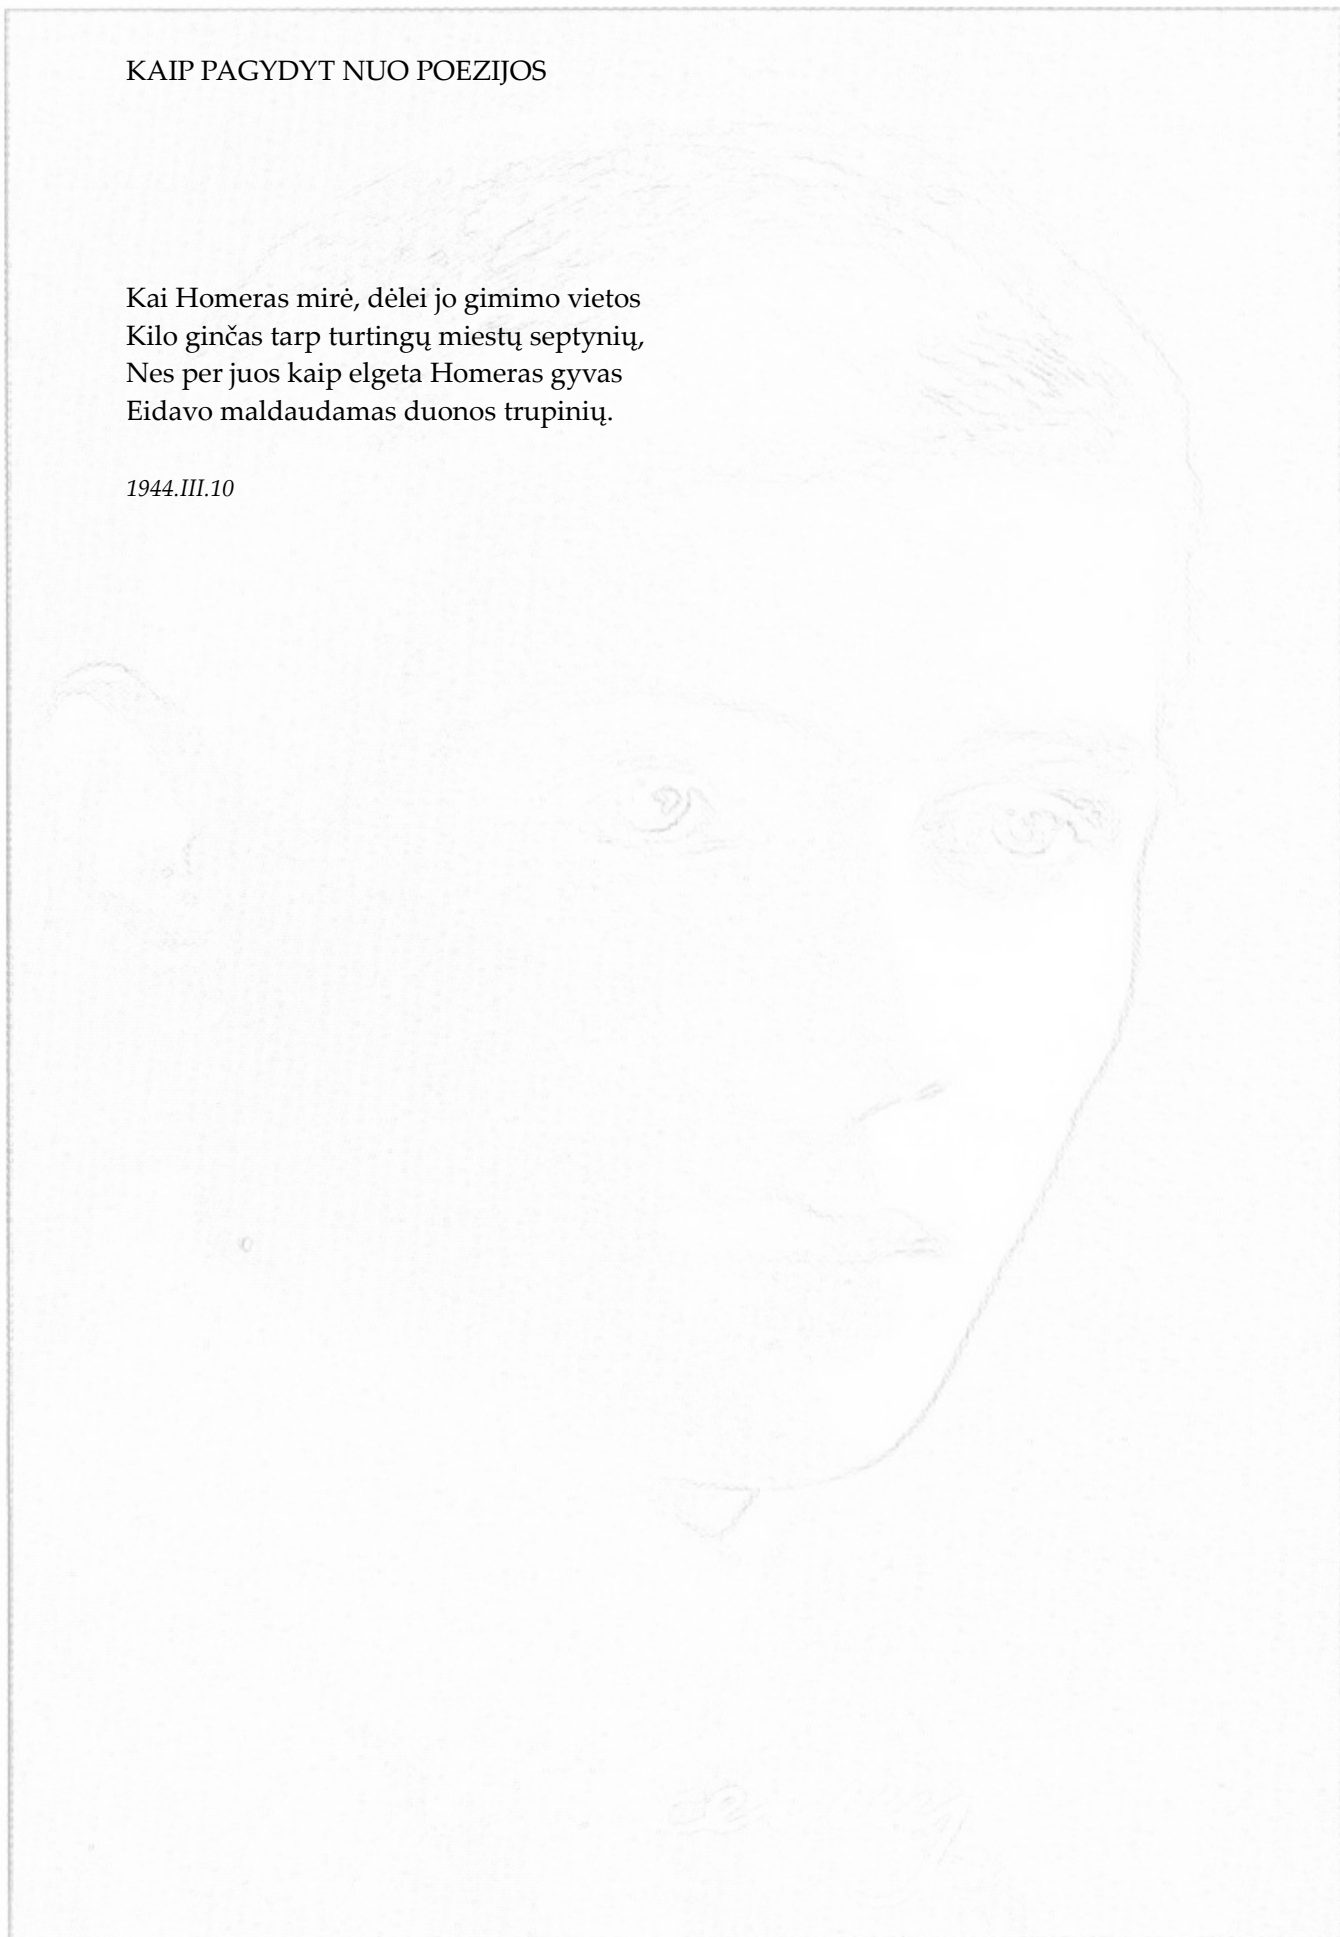 KAIP PAGYDYT NUO POEZIJOS
Kai Homeras mirė, dėlei jo gimimo vietos
Kilo ginčas tarp turtingų miestų septynių,
Nes per juos kaip elgeta Homeras gyvas
Eidavo maldaudamas duonos trupinių.
1944.III.10